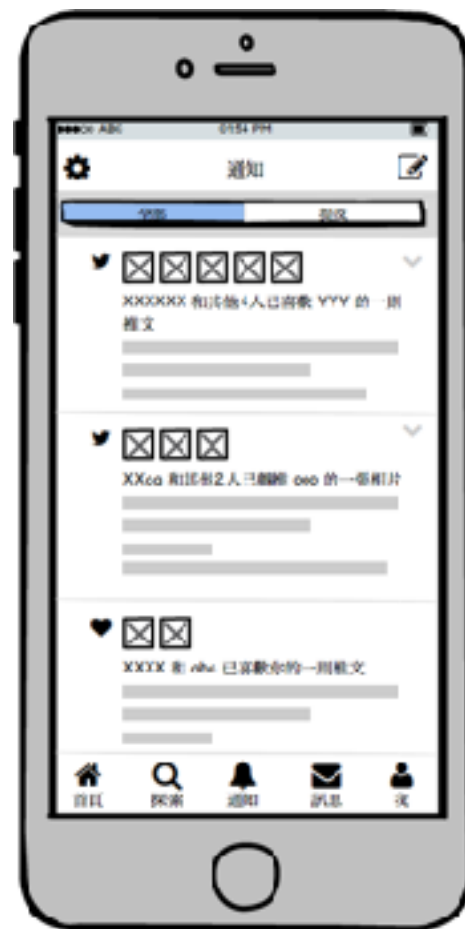 ABC 01:54 PM
通知
全部 提及
XXXXXX 和其他4人已喜歡 YYY 的一則
推文
XXoo 和其他2人已轉推 ooo 的一張相片
XXXX 和 已喜歡你的一則推文
首頁 探索 通知 訊息 我